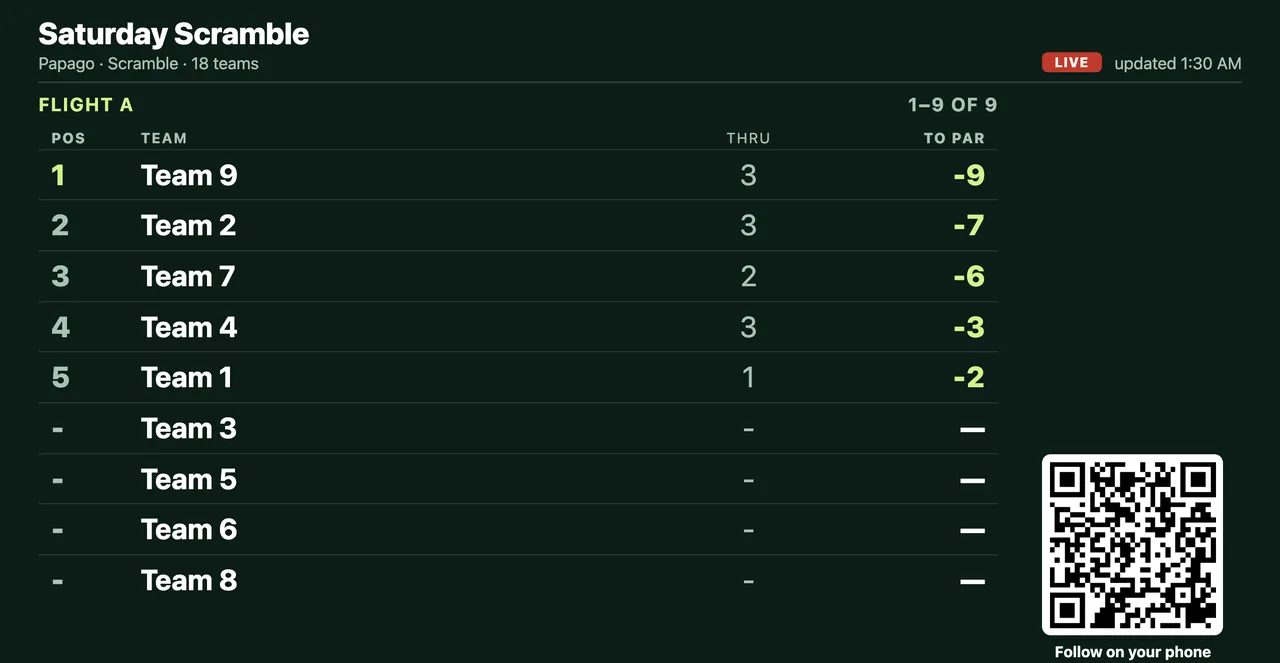 Saturday Scramble
Papago · Scramble · 18 teams
LIVE updated 1:30 AM
FLIGHT A 1–9 OF 9
POS TEAM THRU TO PAR
1 Team 9 3 -9
2 Team 2 3 -7
3 Team 7 2 -6
4 Team 4 3 -3
5 Team 1 1 -2
- Team 3 - —
- Team 5 - —
- Team 6 - —
- Team 8 - —
Follow on your phone